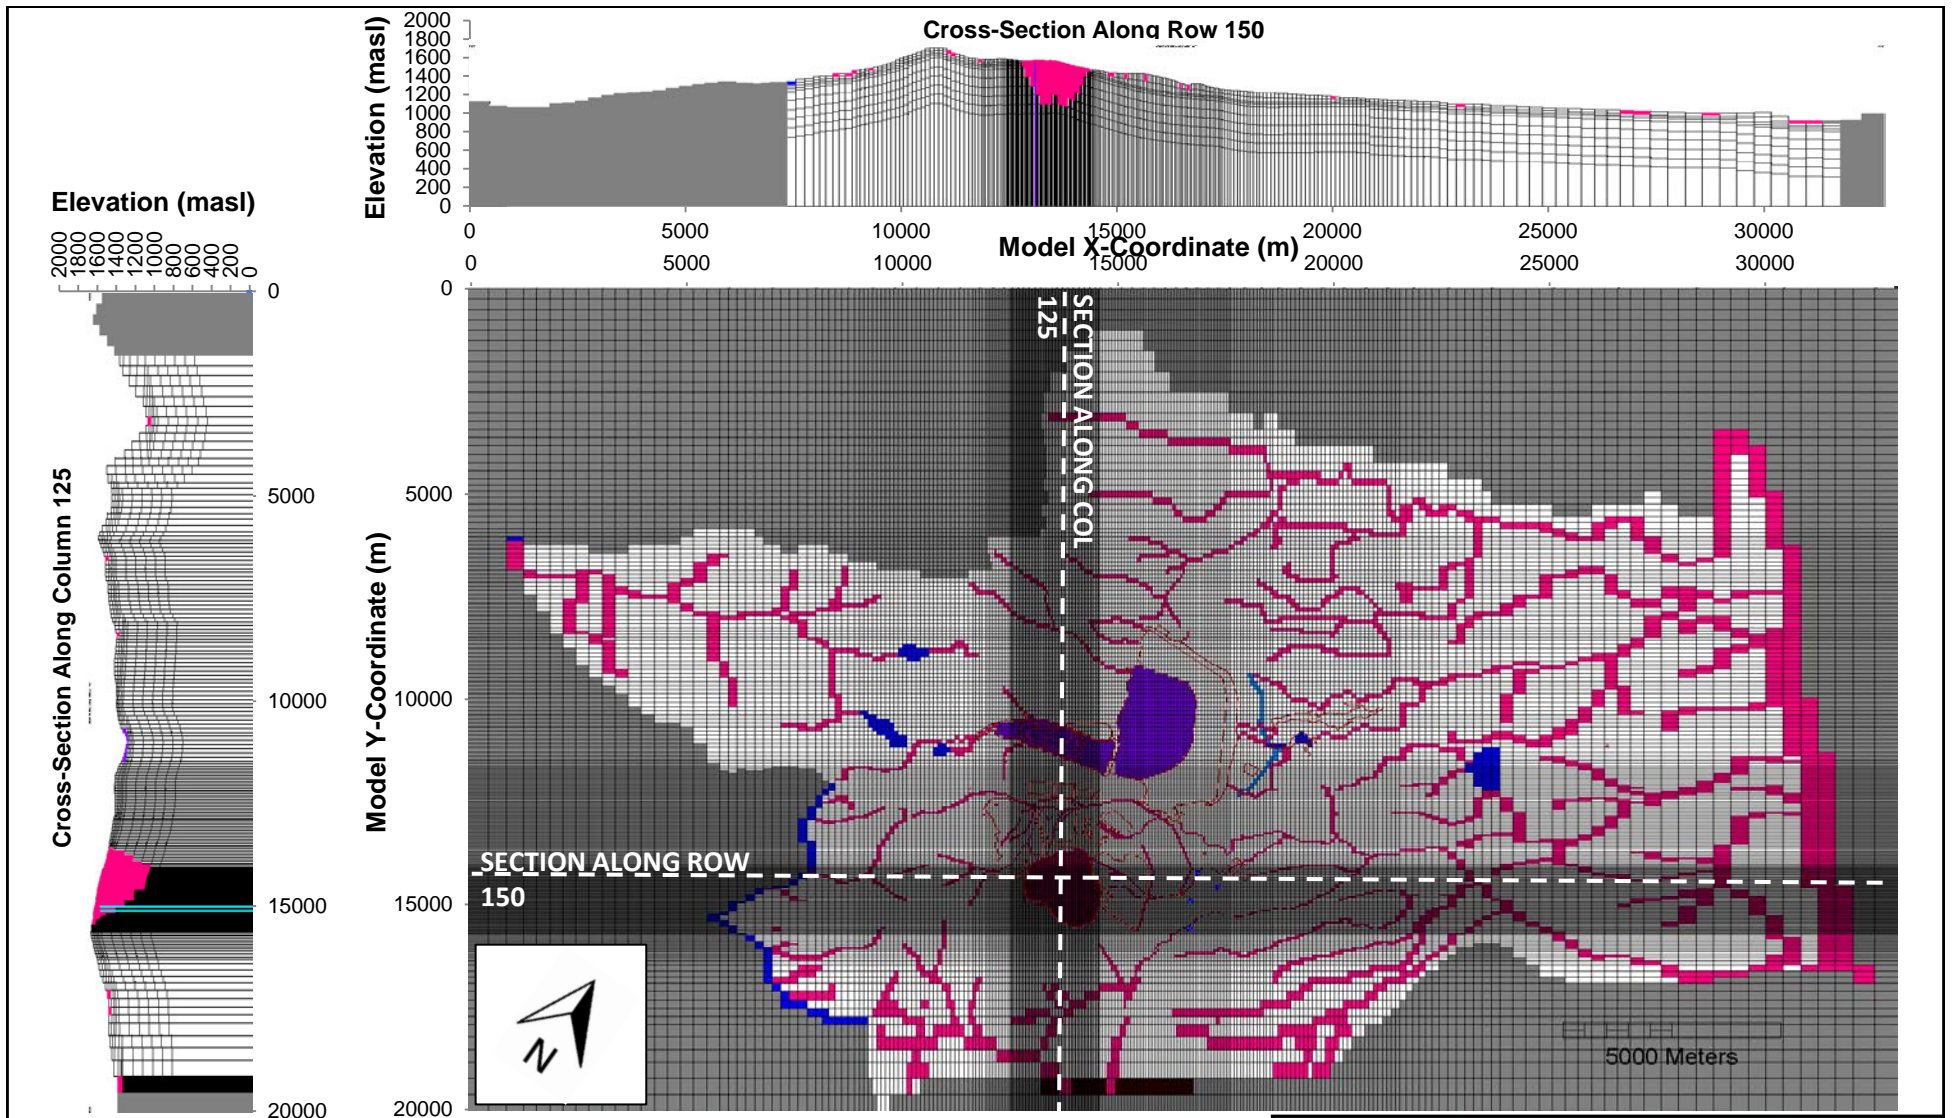 Cross-Section Along Row 150
Elevation (masl)
2000
1800
1600
1400
1200
1000
800
600
400
200
0
0 5000 10000 15000 20000 25000 30000
Model X-Coordinate (m)
0 5000 10000 15000 20000 25000 30000
Elevation (masl)
2000 1800 1600 1400 1200 1000 800 600 400 200 0
Cross-Section Along Column 125
0
5000
10000
15000
20000
Model Y-Coordinate (m)
0
5000
10000
15000
20000
SECTION ALONG COL
125
SECTION ALONG ROW
150
N
5000 Meters